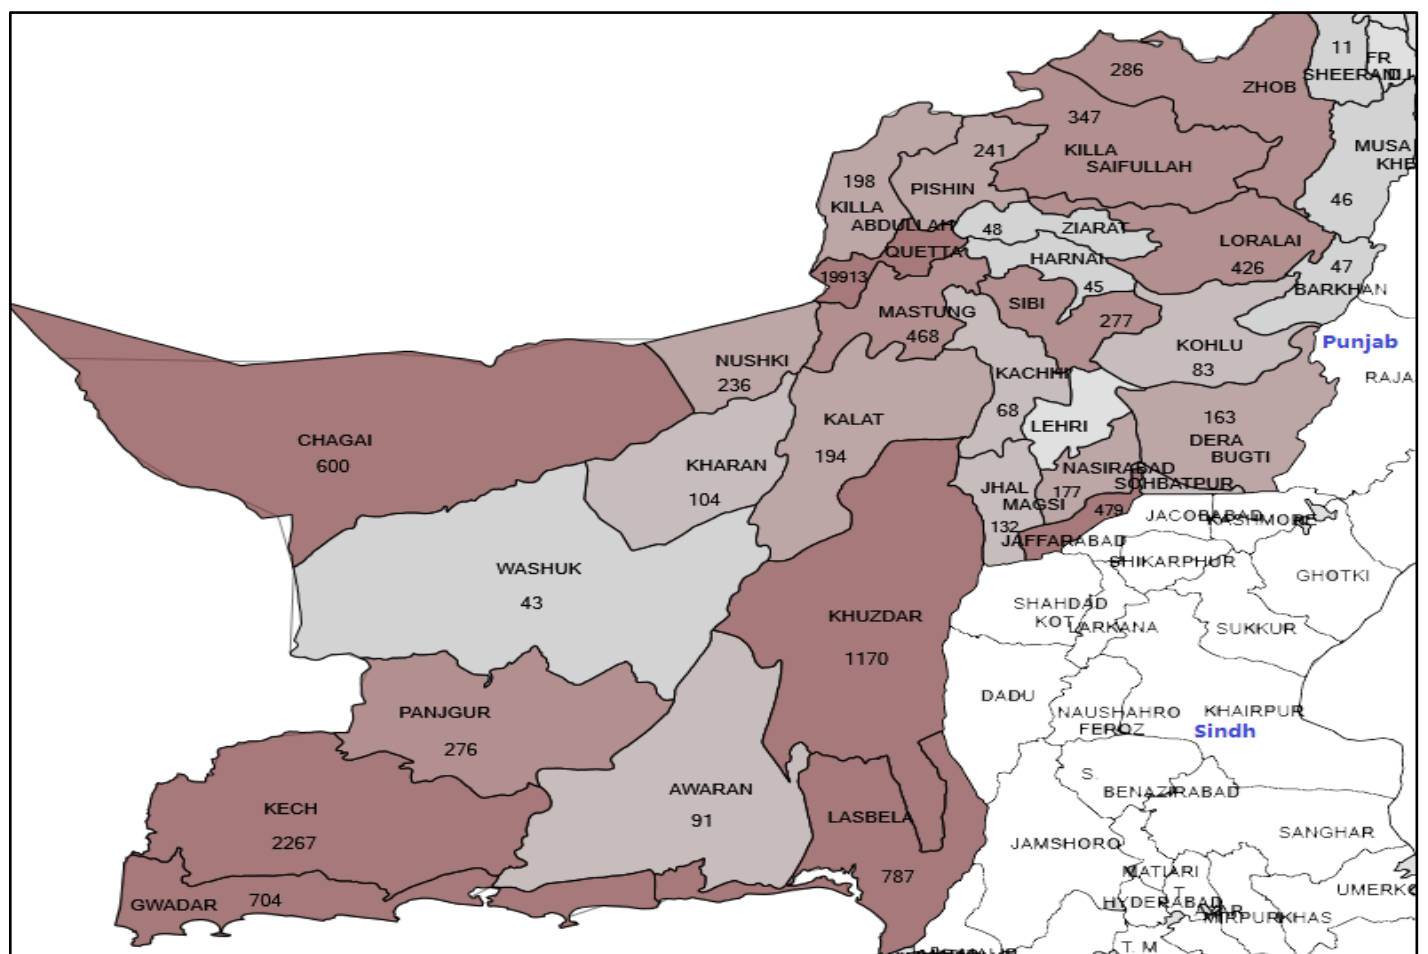 11
FR
SHEERANI
286
ZHOB
347
MUSA
KILLA
SAIFULLAH
241
198
PISHIN
46
KILLA
ABDULLAH
48
ZIARAT
QUETTA
LORALAI
HARNAI
426
47
19913
45
BARKHAN
SIBI
MASTUNG
277
468
KOHLU
Punjab
NUSHKI
83
236
KACHHI
RAJA
68
KALAT
163
LEHRI
CHAGAI
DERA
BUGTI
600
194
KHARAN
NASIRABAD
SOHBATPUR
104
JHAL
177
MAGSI
479
132
JACOBABAD
KASHMORE
JAFFARABAD
SHIKARPHUR
WASHUK
GHOTKI
43
SHAHDAD
KOT
KHUZDAR
LARKANA
SUKKUR
1170
DADU
PANJGUR
NAUSHAHRO
KHAIRPUR
FEROZ
Sindh
276
S.
BENAZIRABAD
AWARAN
KECH
91
LASBELA
SANGHAR
2267
JAMSHORO
787
MATIARI
UMERKO
704
GWADAR
T.
HYDERABAD
MIRPURKHAS
T. M